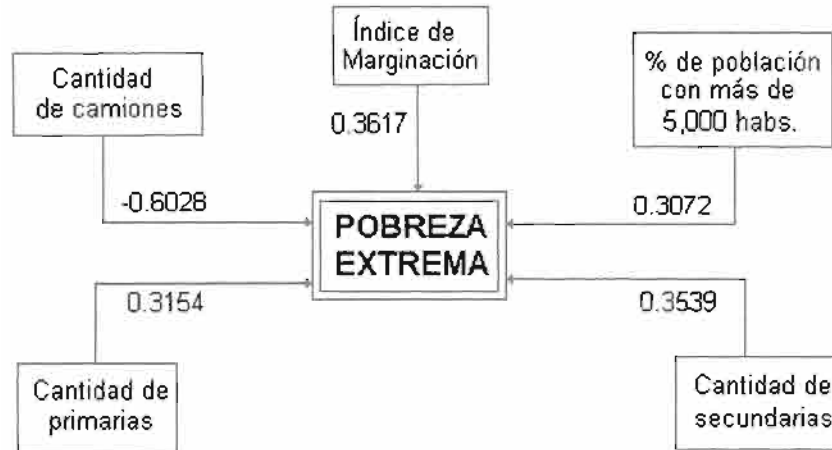 Índice de
Marginación
Cantidad
de camiones
% de población
con más de
5,000 habs.
0.3617
-0.6028
0.3072
POBREZA
EXTREMA
0.3154
0.3539
Cantidad de
primarias
Cantidad de
secundarias